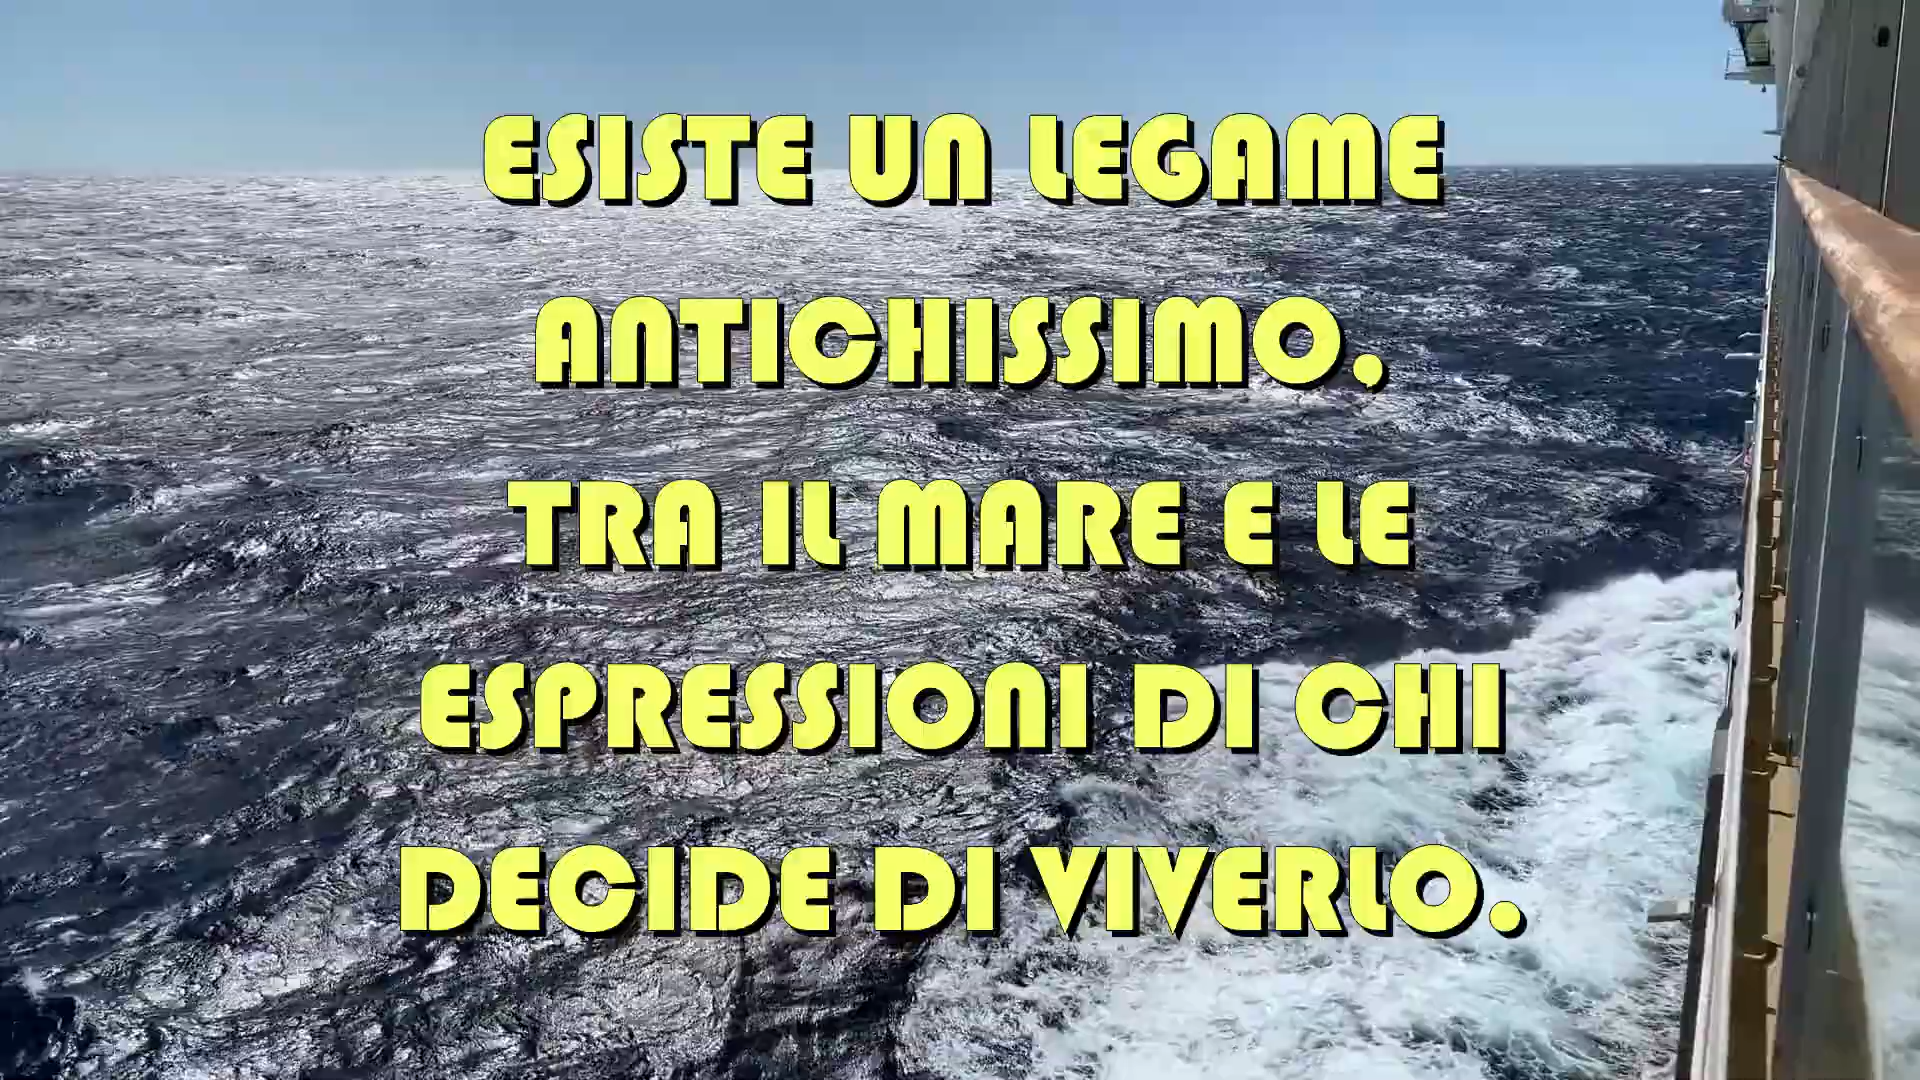 ESISTE UN LEGAME
ANTICHISSIMO,
TRA IL MARE E LE
ESPRESSIONI DI CHI
DECIDE DI VIVERLO.